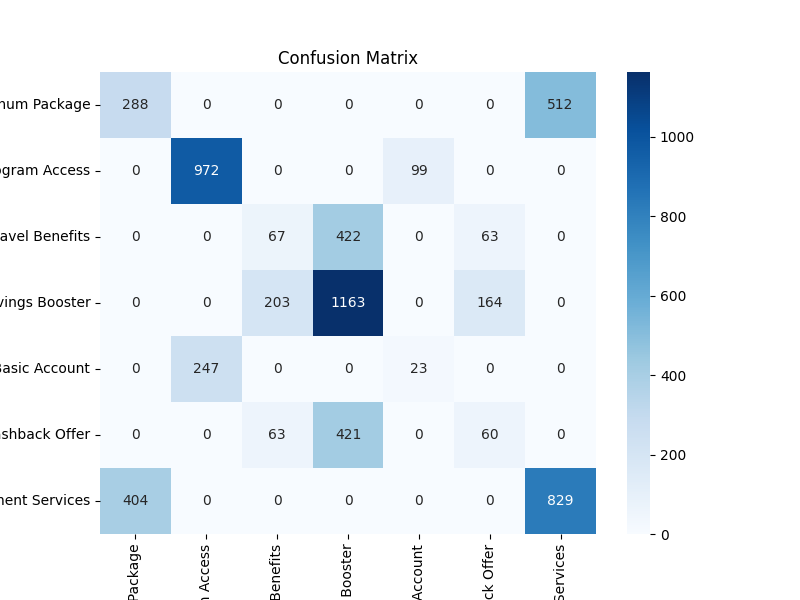 Confusion Matrix
num Package 288 0 0 0 0 0 512
ogram Access 0 972 0 0 99 0 0
avel Benefits 0 0 67 422 0 63 0
vings Booster 0 0 203 1163 0 164 0
Basic Account 0 247 0 0 23 0 0
shback Offer 0 0 63 421 0 60 0
ment Services 404 0 0 0 0 0 829
Package
Access
Benefits
Booster
Account
ck Offer
Services
1000
800
600
400
200
0